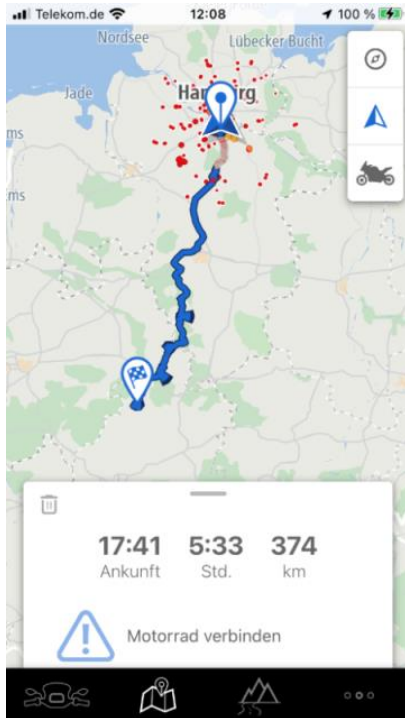 Telekom.de 12:08 100 %
Nordsee
Lübecker Bucht
Jade
ems
ms
17:41 5:33 374
Ankunft Std. km
Motorrad verbinden